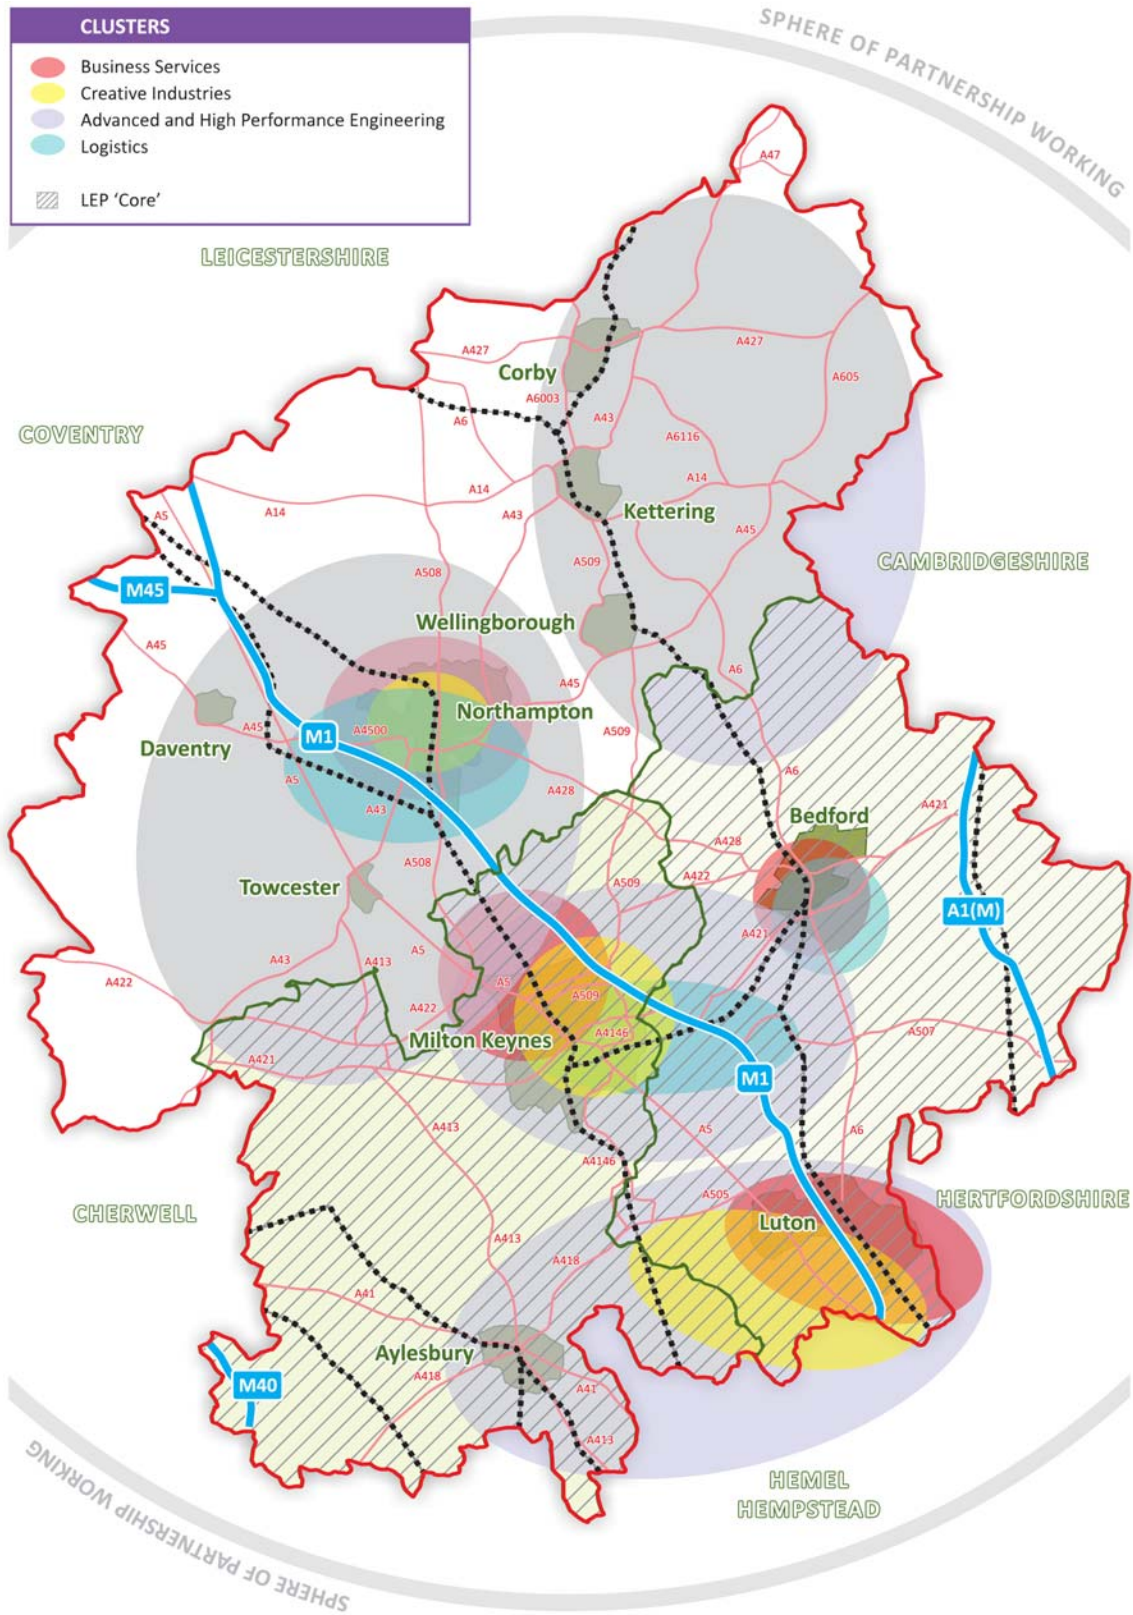 CLUSTERS
Business Services
Creative Industries
Advanced and High Performance Engineering
Logistics
LEP ‘Core’
SPHERE OF PARTNERSHIP WORKING
A47
LEICESTERSHIRE
A427
A427
Corby
A605
A6003
A43
A6
COVENTRY
A6116
A14
A14
A14
Kettering
A5
A43
A45
A509
CAMBRIDGESHIRE
A508
M45
Wellingborough
A45
A6
A45
Northampton
A45
A4500
M1
A509
Daventry
A5
A6
A428
A43
A421
Bedford
A428
A508
A422
A509
Towcester
A1(M)
A421
A5
A43
A413
A422
A5
A509
A422
A507
A4146
Milton Keynes
A421
M1
A413
A5
A6
A4146
A505
HERTFORDSHIRE
CHERWELL
Luton
A413
A418
A41
Aylesbury
A418
M40
A41
A413
HEMEL
HEMPSTEAD
SPHERE OF PARTNERSHIP WORKING